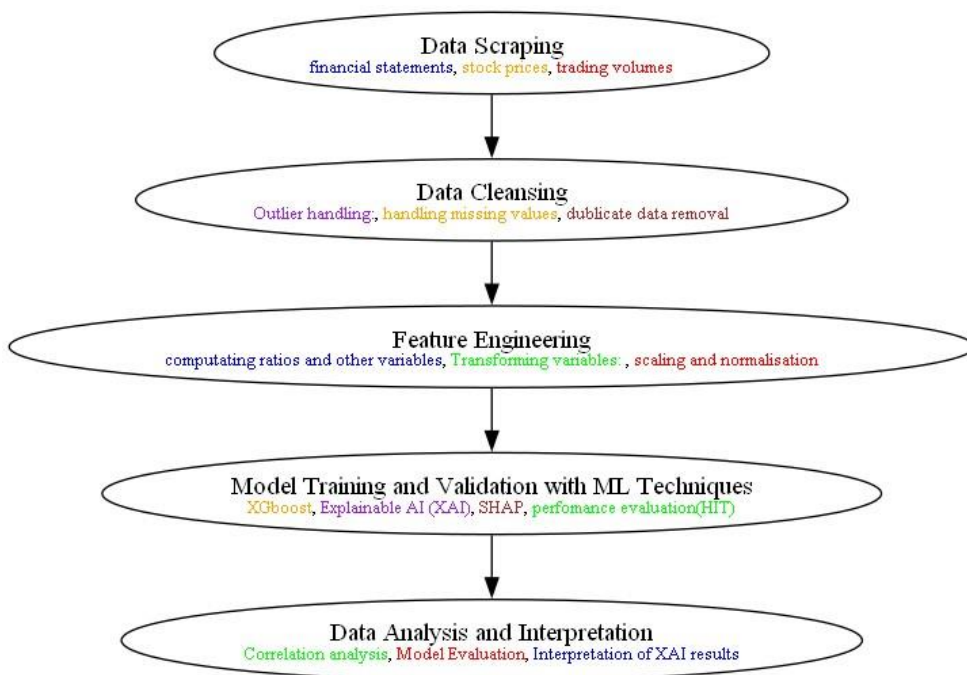 Data Scraping
financial statements, stock prices, trading volumes
Data Cleansing
Outlier handling:, handling missing values, dublicate data removal
Feature Engineering
computating ratios and other variables, Transforming variables: , scaling and normalisation
Model Training and Validation with ML Techniques
XGboost, Explainable AI (XAI), SHAP, perfomance evaluation(HIT)
Data Analysis and Interpretation
Correlation analysis, Model Evaluation, Interpretation of XAI results